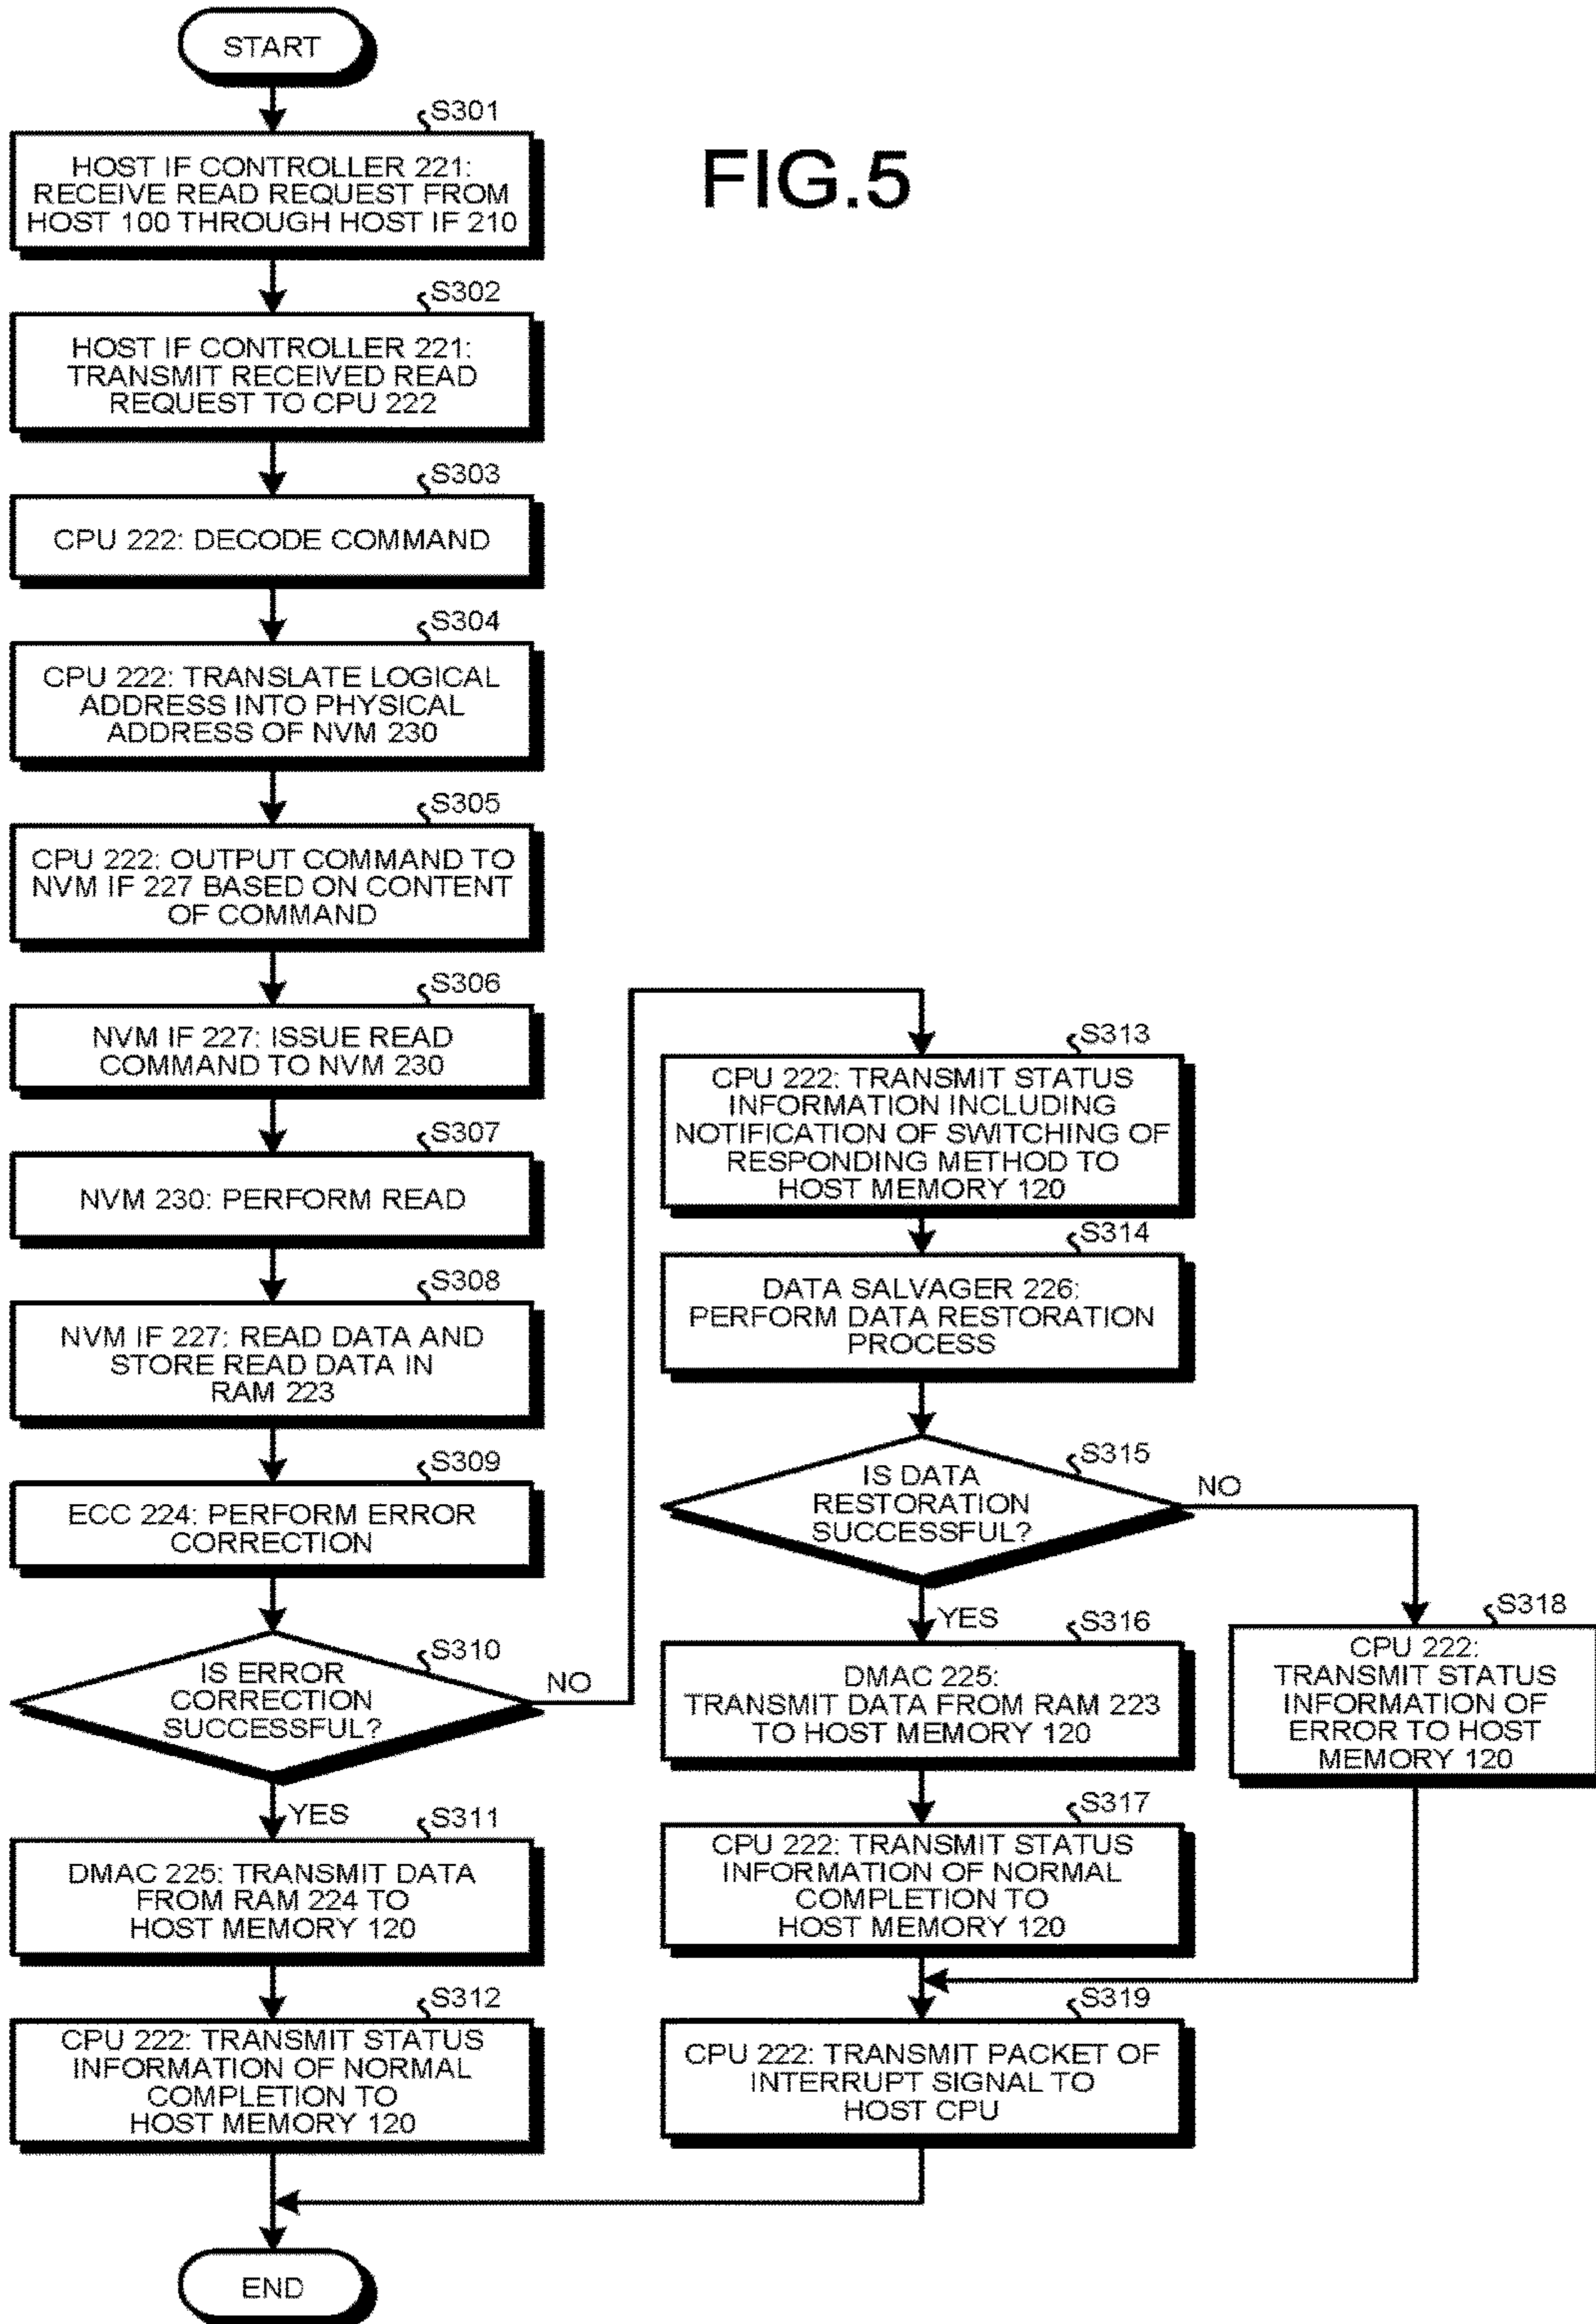 START
S301
HOST IF CONTROLLER 221:
RECEIVE READ REQUEST FROM
HOST 100 THROUGH HOST IF 210
FIG.5
S302
HOST IF CONTROLLER 221:
TRANSMIT RECEIVED READ
REQUEST TO CPU 222
S303
CPU 222: DECODE COMMAND
S304
CPU 222: TRANSLATE LOGICAL
ADDRESS INTO PHYSICAL
ADDRESS OF NVM 230
S305
CPU 222: OUTPUT COMMAND TO
NVM IF 227 BASED ON CONTENT
OF COMMAND
S306
NVM IF 227: ISSUE READ
COMMAND TO NVM 230
S307
NVM 230: PERFORM READ
S308
NVM IF 227: READ DATA AND
STORE READ DATA IN
RAM 223
S309
ECC 224: PERFORM ERROR
CORRECTION
S310
IS ERROR
CORRECTION
SUCCESSFUL?
NO
YES
S311
DMAC 225: TRANSMIT DATA
FROM RAM 224 TO
HOST MEMORY 120
S312
CPU 222: TRANSMIT STATUS
INFORMATION OF NORMAL
COMPLETION TO
HOST MEMORY 120
S313
CPU 222: TRANSMIT STATUS
INFORMATION INCLUDING
NOTIFICATION OF SWITCHING OF
RESPONDING METHOD TO
HOST MEMORY 120
S314
DATA SALVAGER 226:
PERFORM DATA RESTORATION
PROCESS
S315
IS DATA
RESTORATION
SUCCESSFUL?
NO
YES
S316
DMAC 225:
TRANSMIT DATA FROM RAM 223
TO HOST MEMORY 120
S317
CPU 222: TRANSMIT STATUS
INFORMATION OF NORMAL
COMPLETION TO
HOST MEMORY 120
S318
CPU 222:
TRANSMIT STATUS
INFORMATION OF
ERROR TO HOST
MEMORY 120
S319
CPU 222: TRANSMIT PACKET OF
INTERRUPT SIGNAL TO
HOST CPU
END